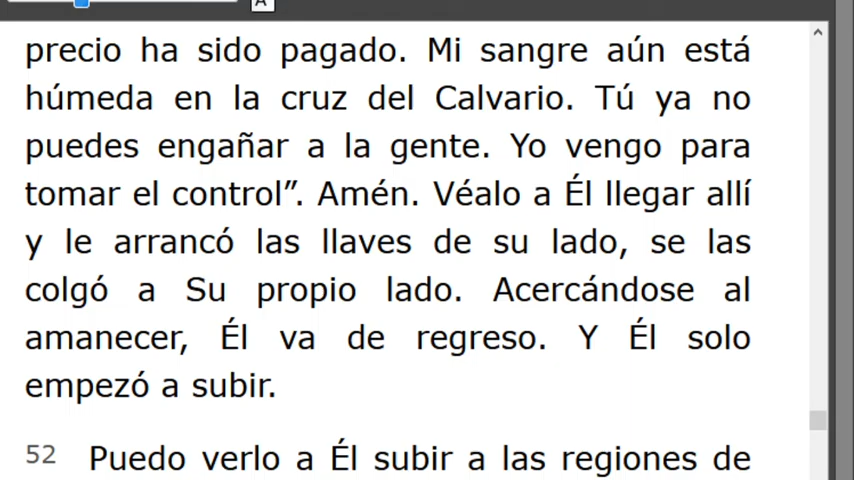 A
precio ha sido pagado. Mi sangre aún está
húmeda en la cruz del Calvario. Tú ya no
puedes engañar a la gente. Yo vengo para
tomar el control”. Amén. Véalo a Él llegar allí
y le arrancó las llaves de su lado, se las
colgó a Su propio lado. Acercándose al
amanecer, Él va de regreso. Y Él solo
empezó a subir.
52 Puedo verlo a Él subir a las regiones de